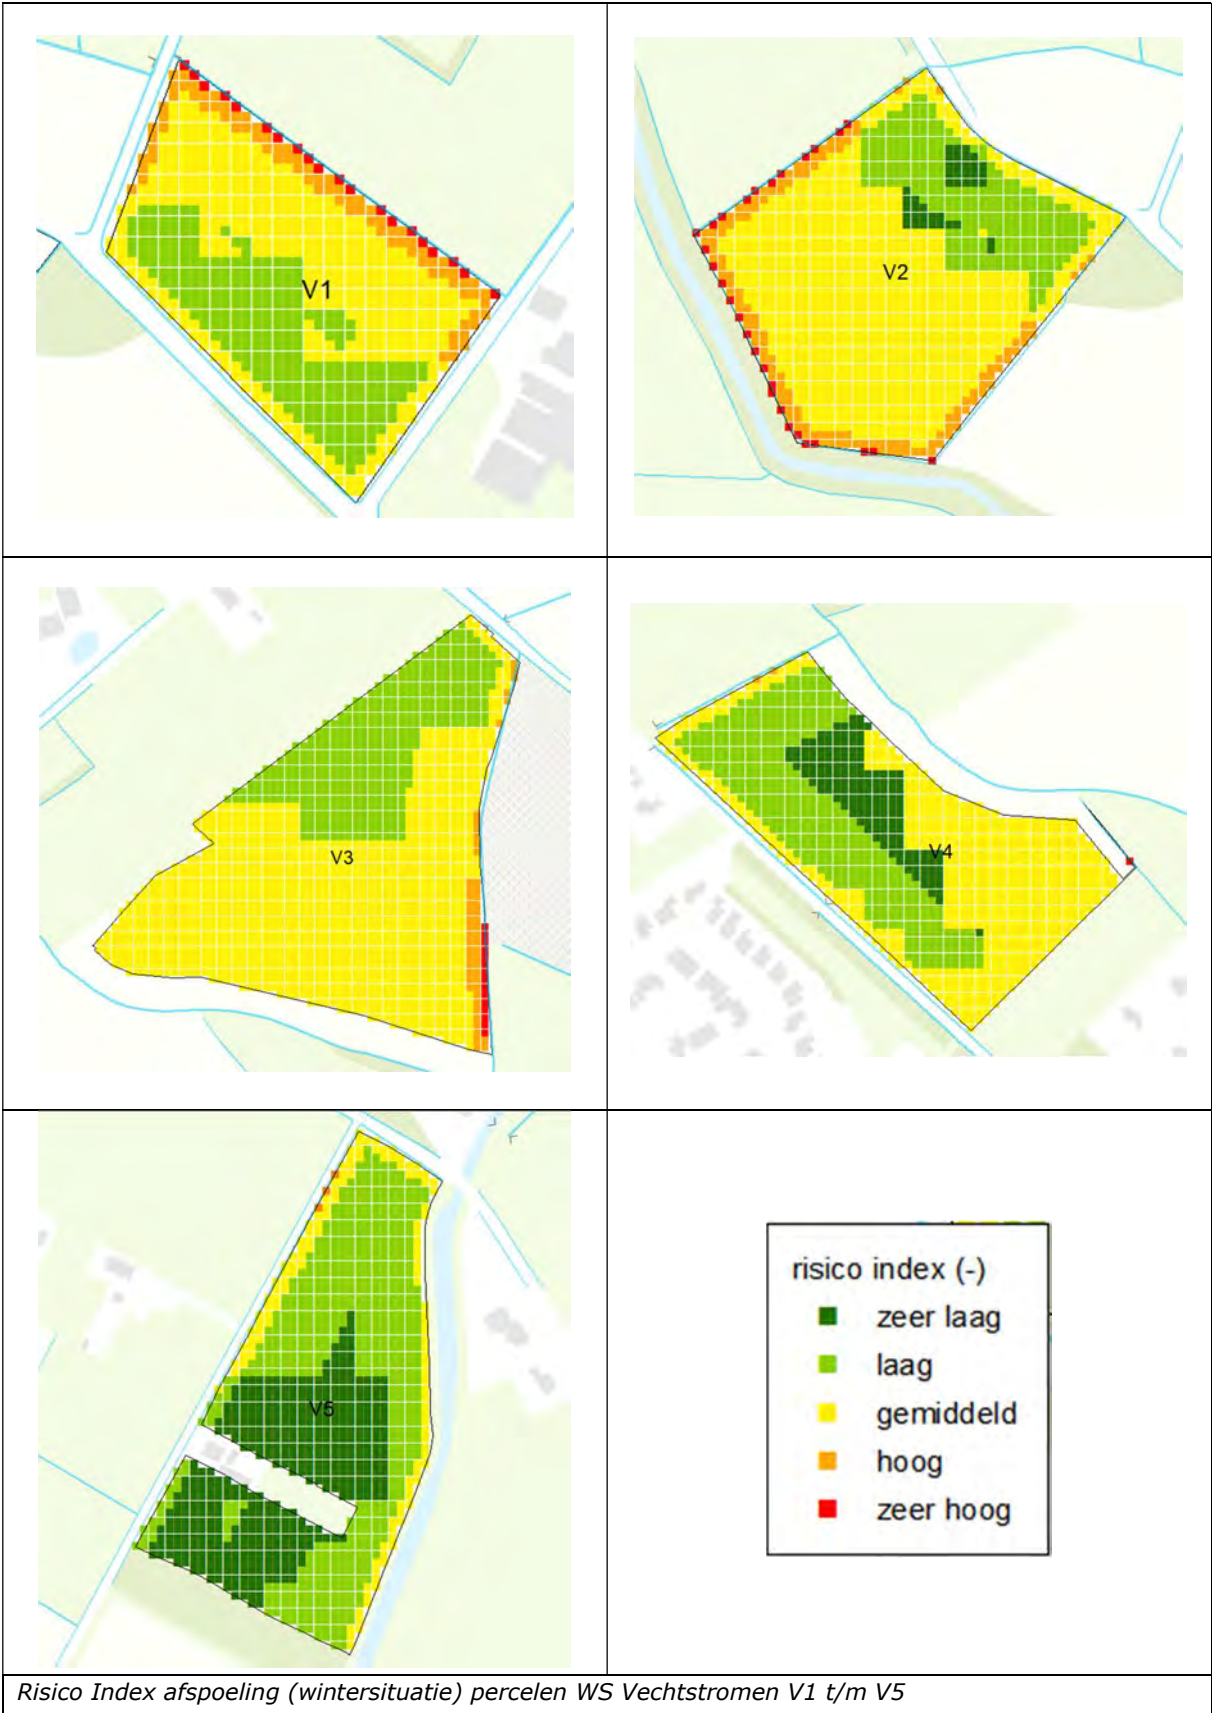 V1
V2
V3
V4
V5
risico index (-)
zeer laag
laag
gemiddeld
hoog
zeer hoog
Risico Index afspoeling (wintersituatie) percelen WS Vechtstromen V1 t/m V5